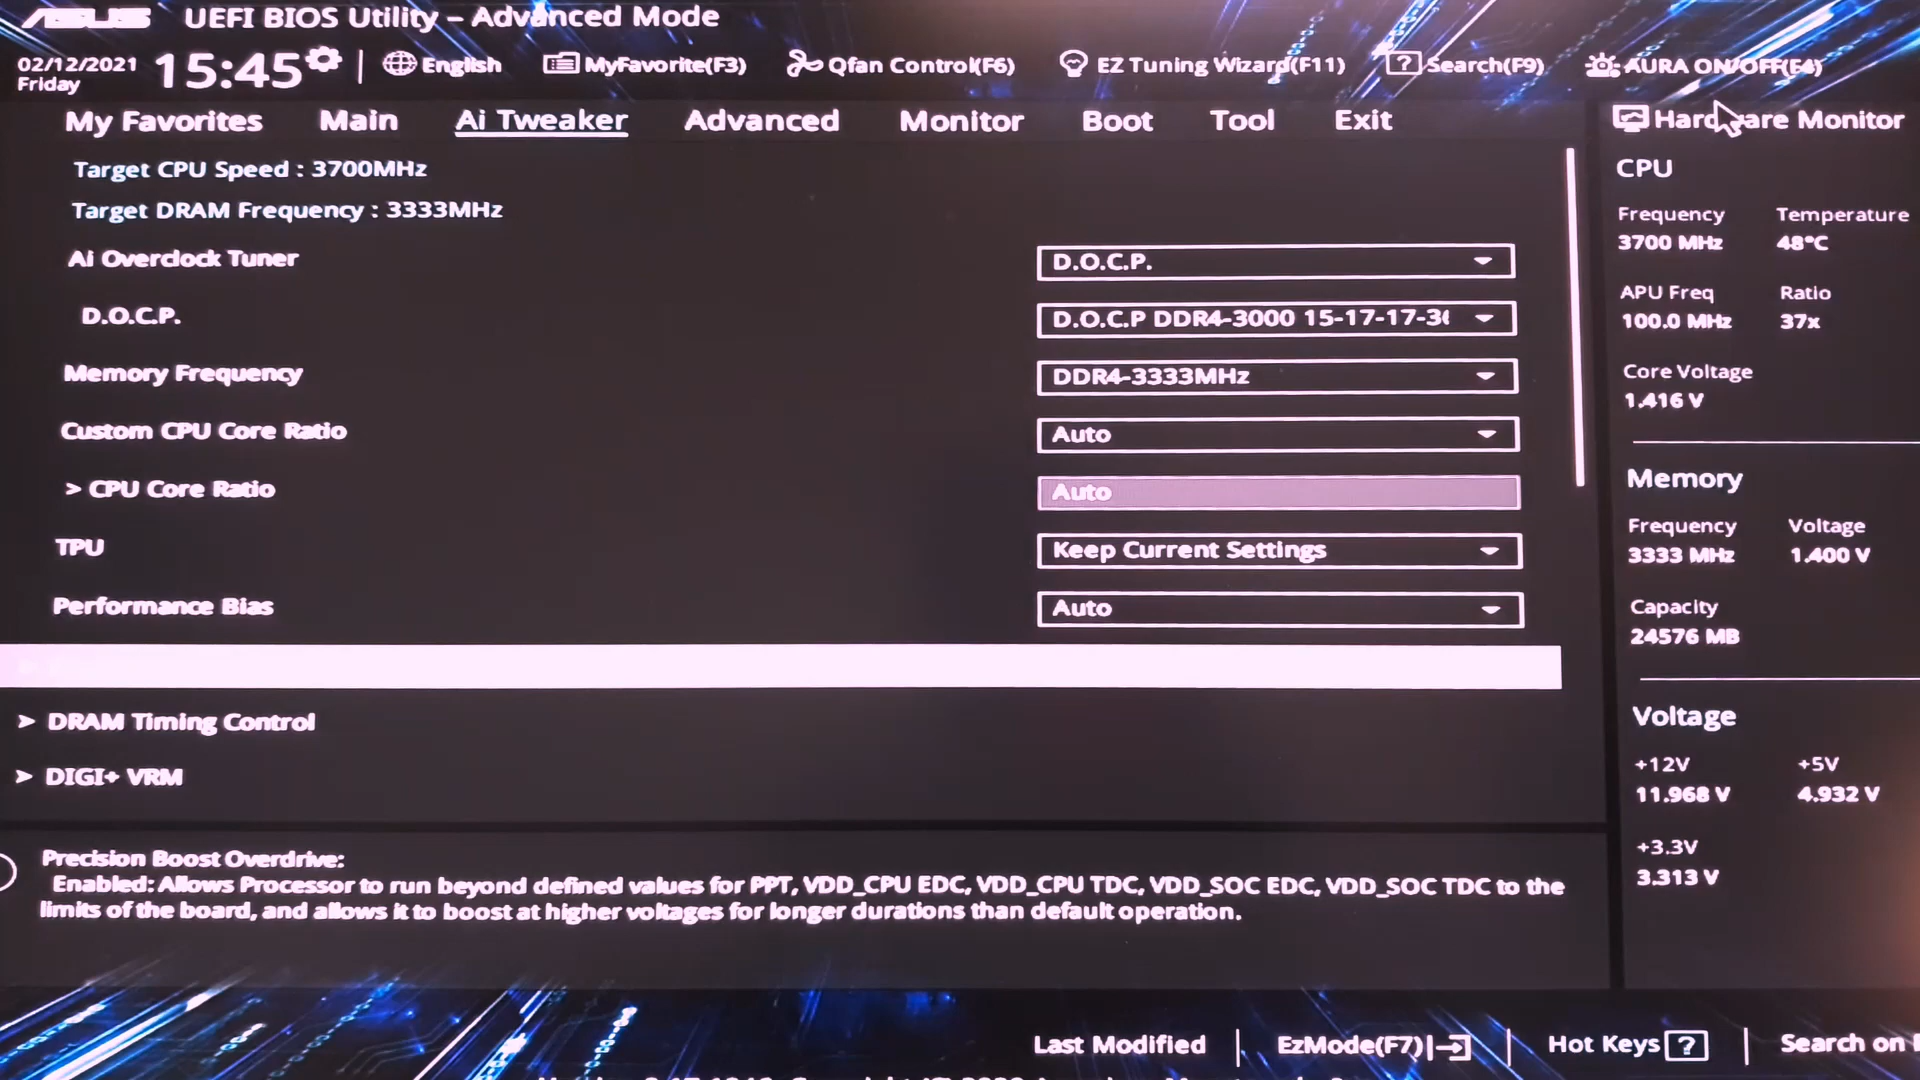 ASUS UEFI BIOS Utility – Advanced Mode
02/12/2021
Friday
15:45
English
MyFavorite(F3)
Qfan Control(F6)
EZ Tuning Wizard(F11)
? Search(F9)
AURA ON/OFF(F4)
My Favorites Main Ai Tweaker Advanced Monitor Boot Tool Exit
Target CPU Speed : 3700MHz
Target DRAM Frequency : 3333MHz
Ai Overclock Tuner D.O.C.P.
D.O.C.P. D.O.C.P DDR4-3000 15-17-17-3
Memory Frequency DDR4-3333MHz
Custom CPU Core Ratio Auto
> CPU Core Ratio Auto
TPU Keep Current Settings
Performance Bias Auto
> DRAM Timing Control
> DIGI+ VRM
Precision Boost Overdrive:
Enabled: Allows Processor to run beyond defined values for PPT, VDD_CPU EDC, VDD_CPU TDC, VDD_SOC EDC, VDD_SOC TDC to the
limits of the board, and allows it to boost at higher voltages for longer durations than default operation.
Hardware Monitor
CPU
Frequency Temperature
3700 MHz 48°C
APU Freq Ratio
100.0 MHz 37x
Core Voltage
1.416 V
Memory
Frequency Voltage
3333 MHz 1.400 V
Capacity
24576 MB
Voltage
+12V +5V
11.968 V 4.932 V
+3.3V
3.313 V
Last Modified
EzMode(F7)
Hot Keys ?
Search on